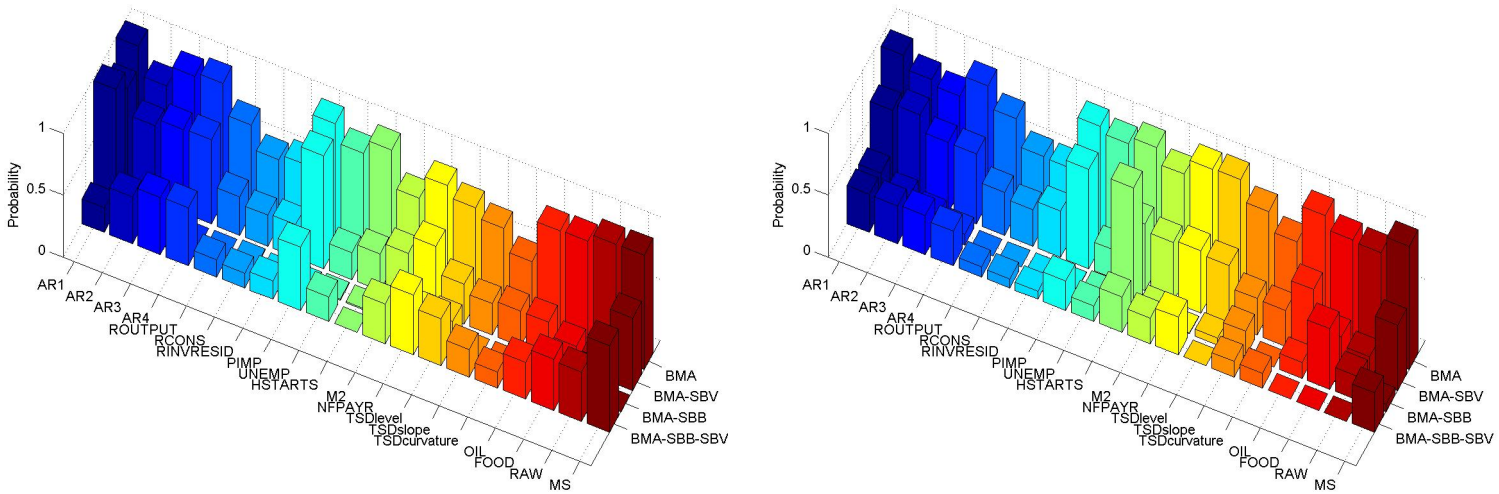 Probability
1
0.5
0
AR1
AR2
AR3
AR4
ROUTPUT
RCONS
RINVRESID
PIMP
UNEMP
HSTARTS
M2
NFPAYR
TSDlevel
TSDslope
TSDcurvature
OIL
FOOD
RAW
MS
BMA
BMA-SBV
BMA-SBB
BMA-SBB-SBV
Probability
1
0.5
0
AR1
AR2
AR3
AR4
ROUTPUT
RCONS
RINVRESID
PIMP
UNEMP
HSTARTS
M2
NFPAYR
TSDlevel
TSDslope
TSDcurvature
OIL
FOOD
RAW
MS
BMA
BMA-SBV
BMA-SBB
BMA-SBB-SBV